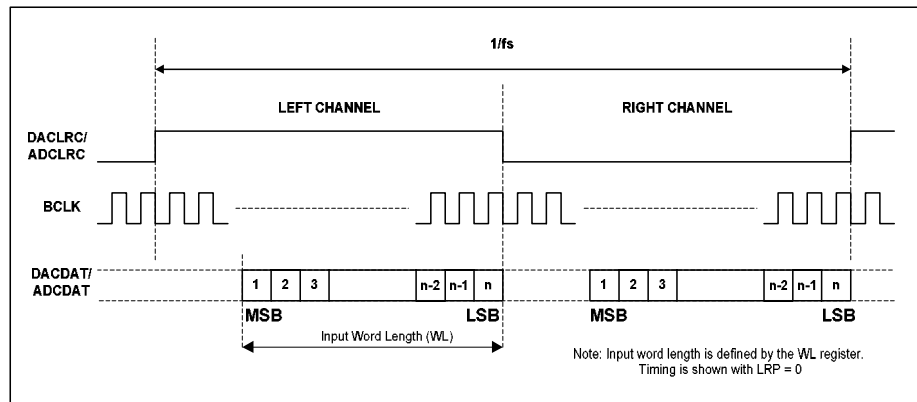 1/fs
LEFT CHANNEL
RIGHT CHANNEL
DACLRC/
ADCLRC
BCLK
DACDAT/
ADCDAT
1 2 3 n-2 n-1 n 1 2 3 n-2 n-1 n
MSB LSB MSB LSB
Input Word Length (WL)
Note: Input word length is defined by the WL register.
Timing is shown with LRP = 0